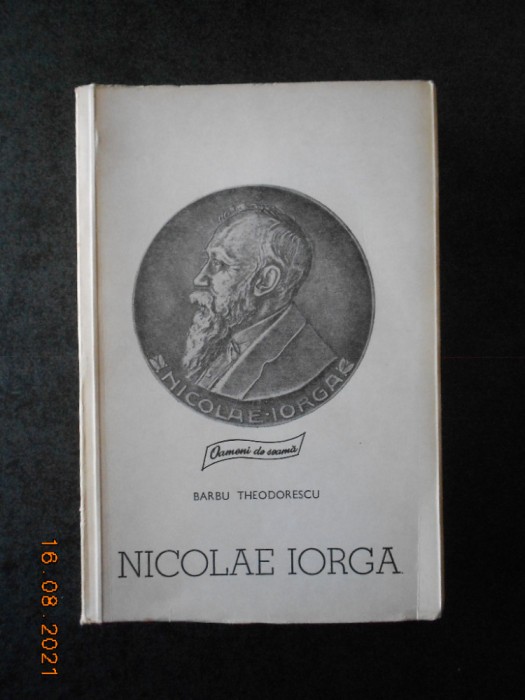 NICOLAE·IORGA
Oameni de seamă
BARBU THEODORESCU
NICOLAE IORGA
16.08.2021